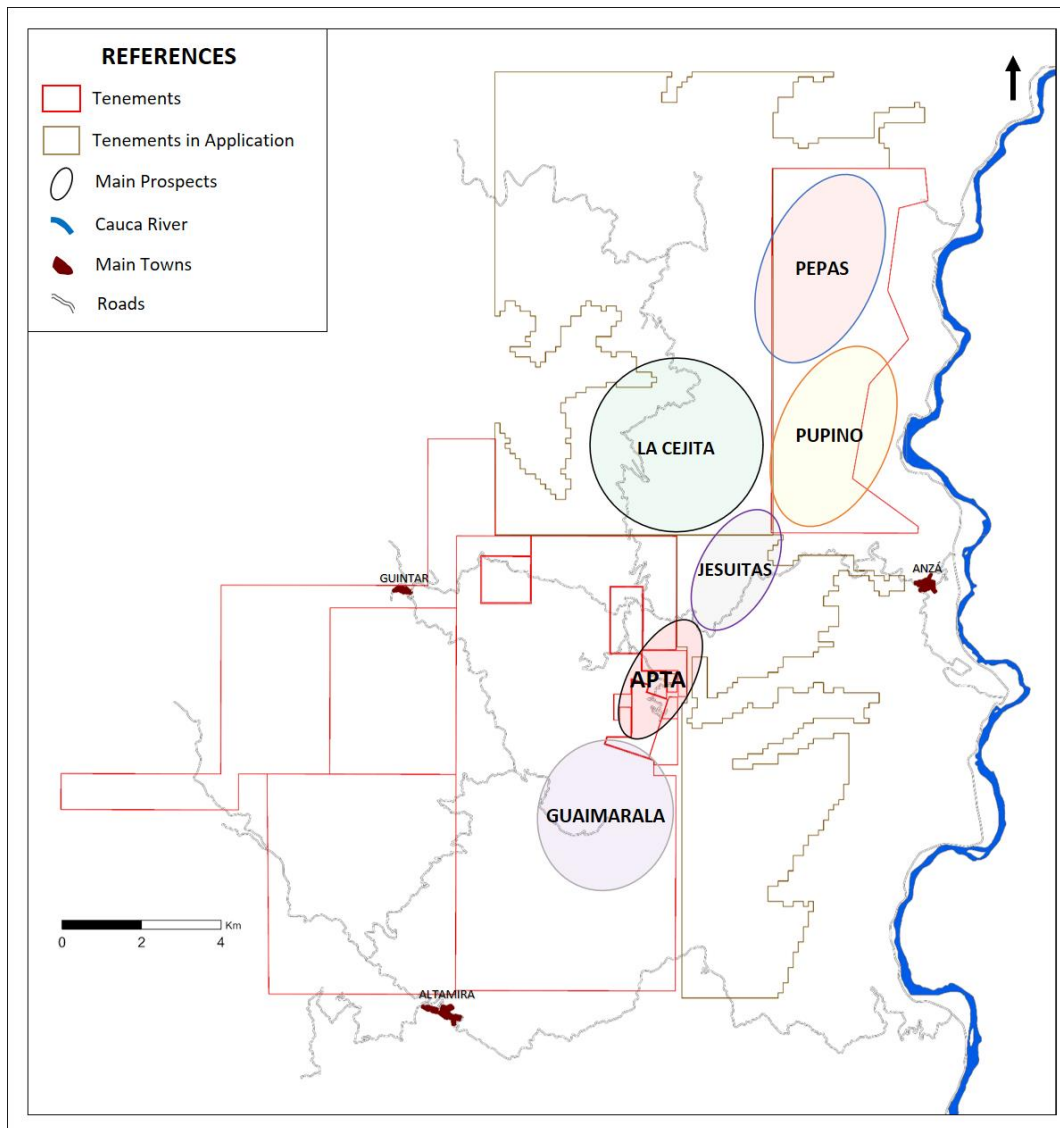 REFERENCES
Tenements
Tenements in Application
Main Prospects
Cauca River
Main Towns
Roads
PEPAS
PUPINO
LA CEJITA
JESUITAS
ANZÁ
GUINTAR
APTA
GUAIMARALA
Km
0 2 4
ALTAMIRA